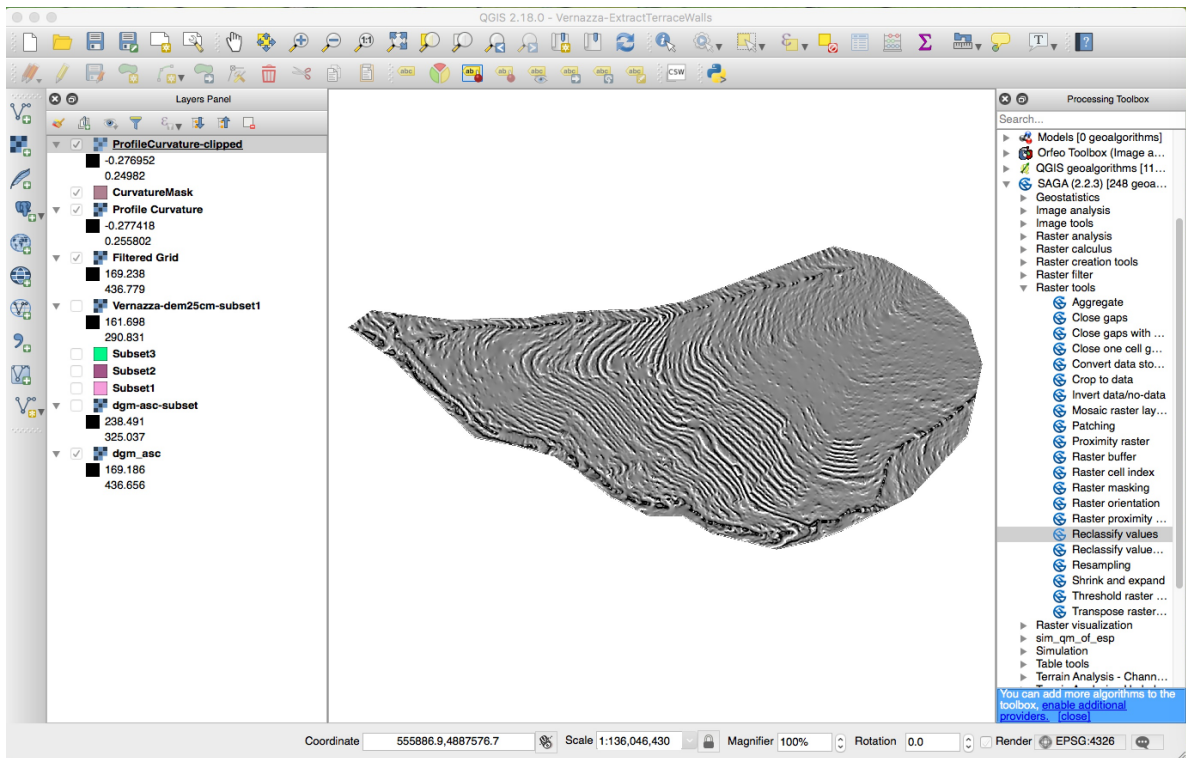 QGIS 2.18.0 - Vernazza-ExtractTerraceWalls
abc
abc
abc
abc
abc
abc
CSW
T
Layers Panel
ProfileCurvature-clipped
-0.276952
0.24982
CurvatureMask
Profile Curvature
-0.277418
0.255802
Filtered Grid
169.238
436.779
Vernazza-dem25cm-subset1
161.698
290.831
Subset3
Subset2
Subset1
dgm-asc-subset
238.491
325.037
dgm_asc
169.186
436.656
Processing Toolbox
Search...
Models [0 geoalgorithms]
Orfeo Toolbox (Image a...
QGIS geoalgorithms [11...
SAGA (2.2.3) [248 geoa...
Geostatistics
Image analysis
Image tools
Raster analysis
Raster calculus
Raster creation tools
Raster filter
Raster tools
Aggregate
Close gaps
Close gaps with ...
Close one cell g...
Convert data sto...
Crop to data
Invert data/no-data
Mosaic raster lay...
Patching
Proximity raster
Raster buffer
Raster cell index
Raster masking
Raster orientation
Raster proximity ...
Reclassify values
Reclassify value...
Resampling
Shrink and expand
Threshold raster ...
Transpose raster...
Raster visualization
sim_qm_of_esp
Simulation
Table tools
Terrain Analysis - Chann...
You can add more algorithms to the
toolbox, enable additional
providers. [close]
Coordinate 555886.9,4887576.7 Scale 1:136,046,430 Magnifier 100% Rotation 0.0 Render EPSG:4326